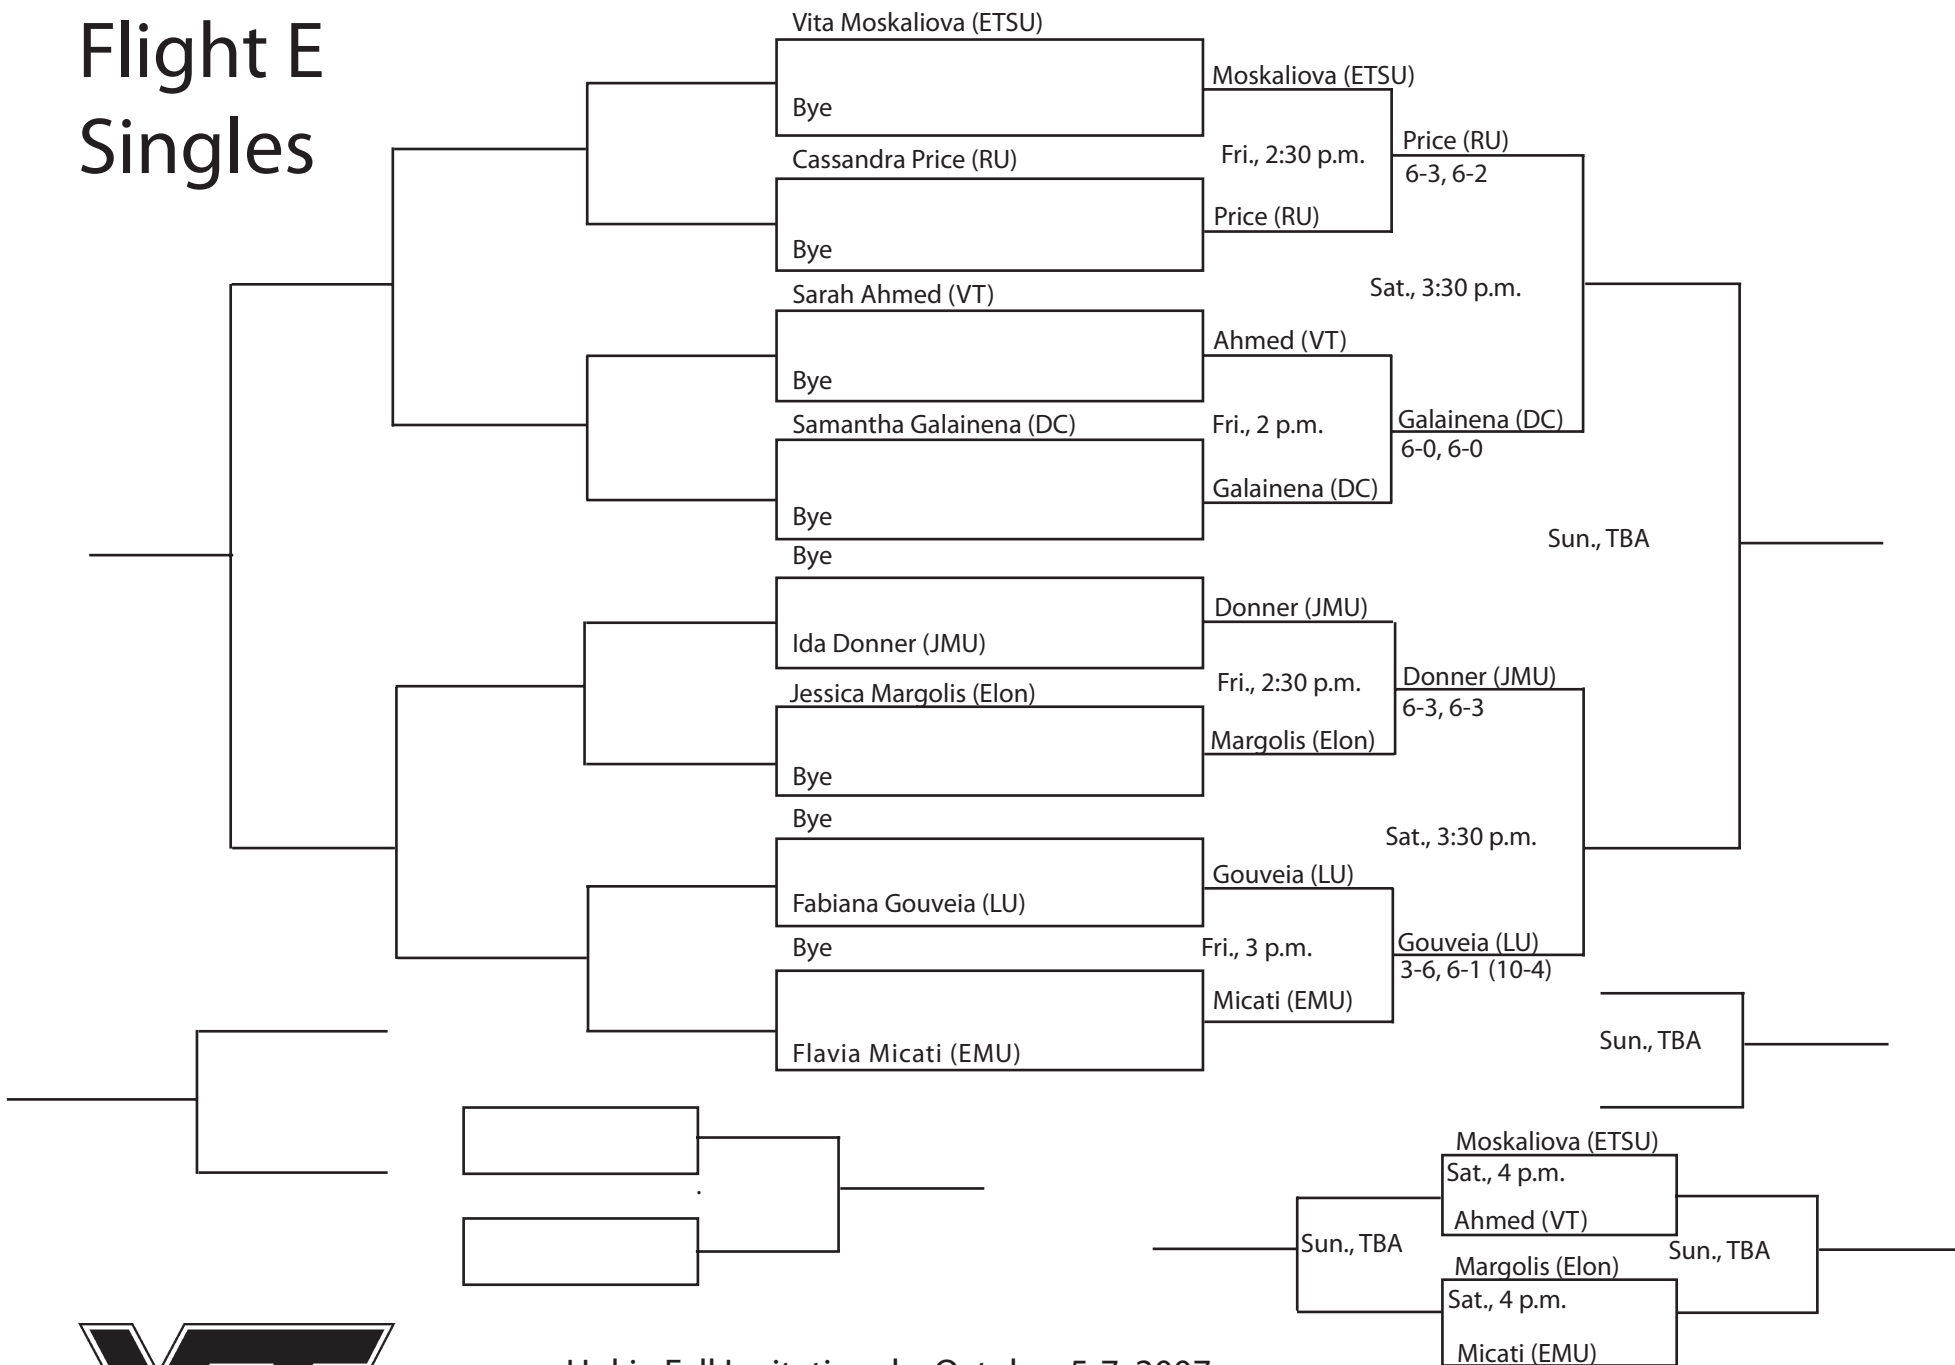 Flight E
Singles
Vita Moskaliova (ETSU)
Bye
Cassandra Price (RU)
Bye
Sarah Ahmed (VT)
Bye
Samantha Galainena (DC)
Bye
Bye
Ida Donner (JMU)
Jessica Margolis (Elon)
Bye
Bye
Fabiana Gouveia (LU)
Bye
Flavia Micati (EMU)
Moskaliova (ETSU)
Fri., 2:30 p.m.
Price (RU)
Ahmed (VT)
Fri., 2 p.m.
Galainena (DC)
Donner (JMU)
Fri., 2:30 p.m.
Margolis (Elon)
Gouveia (LU)
Fri., 3 p.m.
Micati (EMU)
Price (RU)
6-3, 6-2
Sat., 3:30 p.m.
Galainena (DC)
6-0, 6-0
Donner (JMU)
6-3, 6-3
Sat., 3:30 p.m.
Gouveia (LU)
3-6, 6-1 (10-4)
Sun., TBA
Sun., TBA
Moskaliova (ETSU)
Sat., 4 p.m.
Ahmed (VT)
Sun., TBA
Sun., TBA
Margolis (Elon)
Sat., 4 p.m.
Micati (EMU)